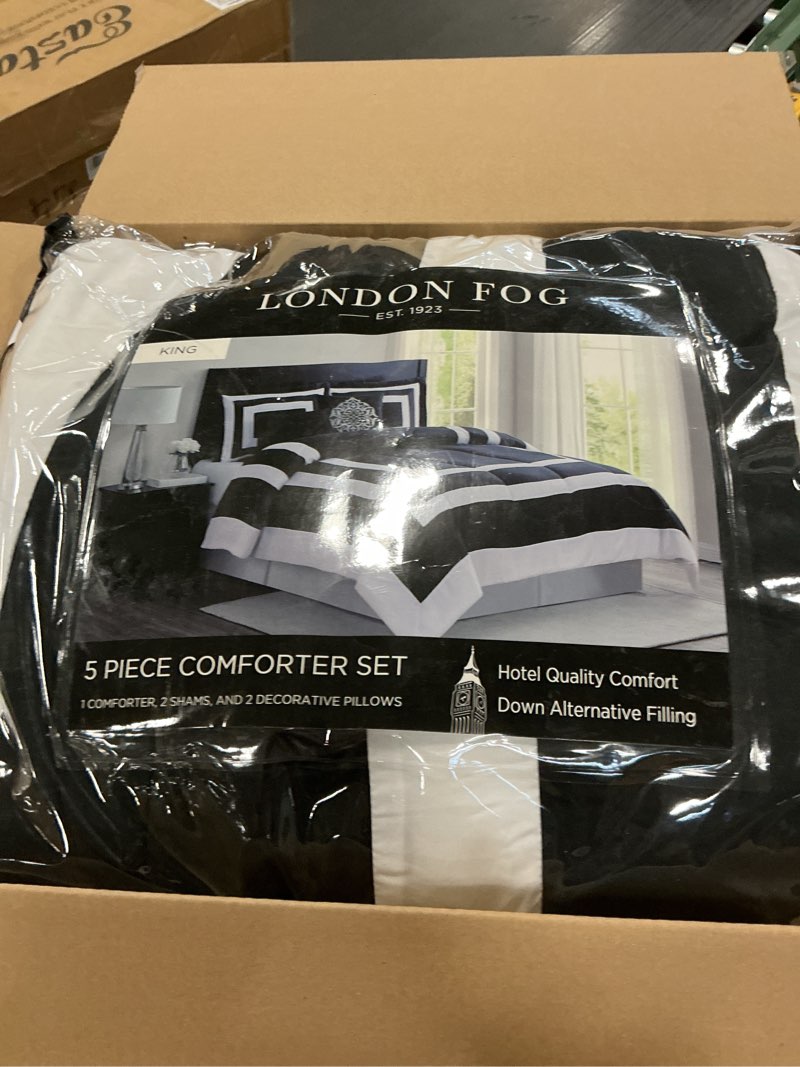 Easto
LONDON FOG
EST. 1923
KING
5 PIECE COMFORTER SET
1 COMFORTER, 2 SHAMS, AND 2 DECORATIVE PILLOWS
Hotel Quality Comfort
Down Alternative Filling